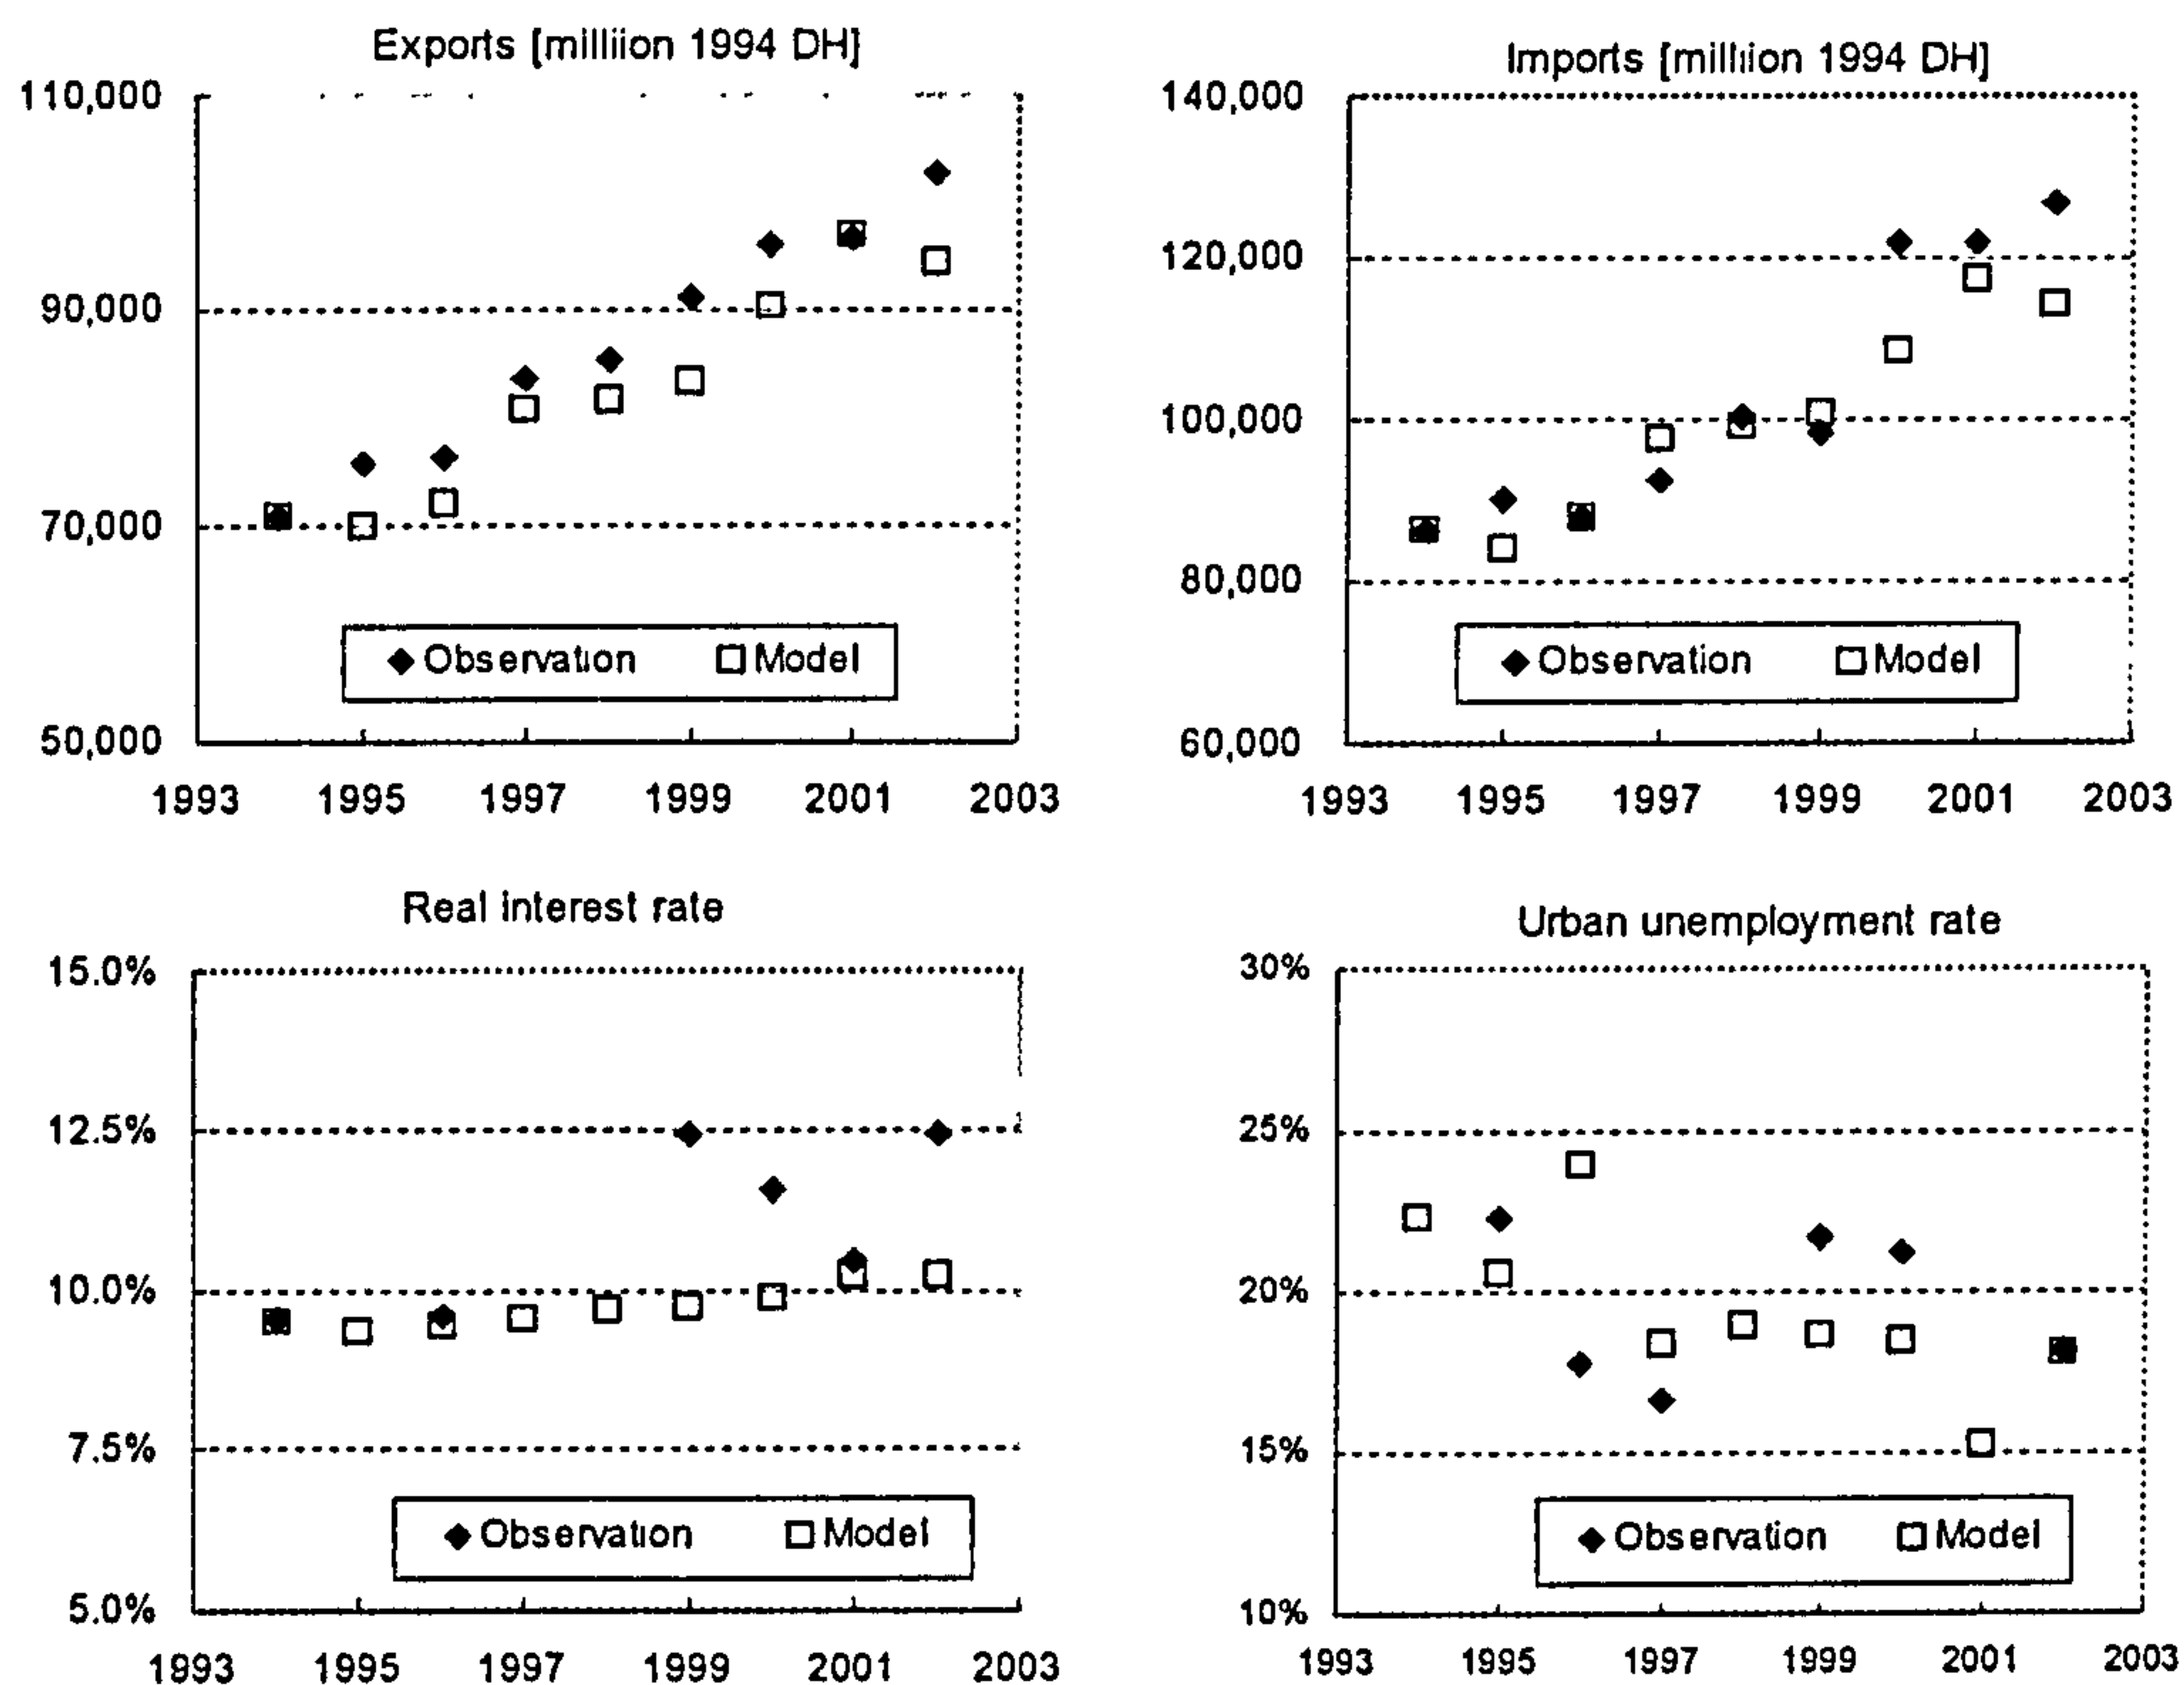 Exports [milliion 1994 DH]
110,000
90,000
70,000
50,000
Observation Model
1993 1995 1997 1999 2001 2003
Imports [milliion 1994 DH]
140,000
120,000
100,000
80,000
60,000
Observation Model
1993 1995 1997 1999 2001 2003
Real interest rate
15.0%
12.5%
10.0%
7.5%
5.0%
Observation Model
1993 1995 1997 1999 2001 2003
Urban unemployment rate
30%
25%
20%
15%
10%
Observation Model
1993 1995 1997 1999 2001 2003